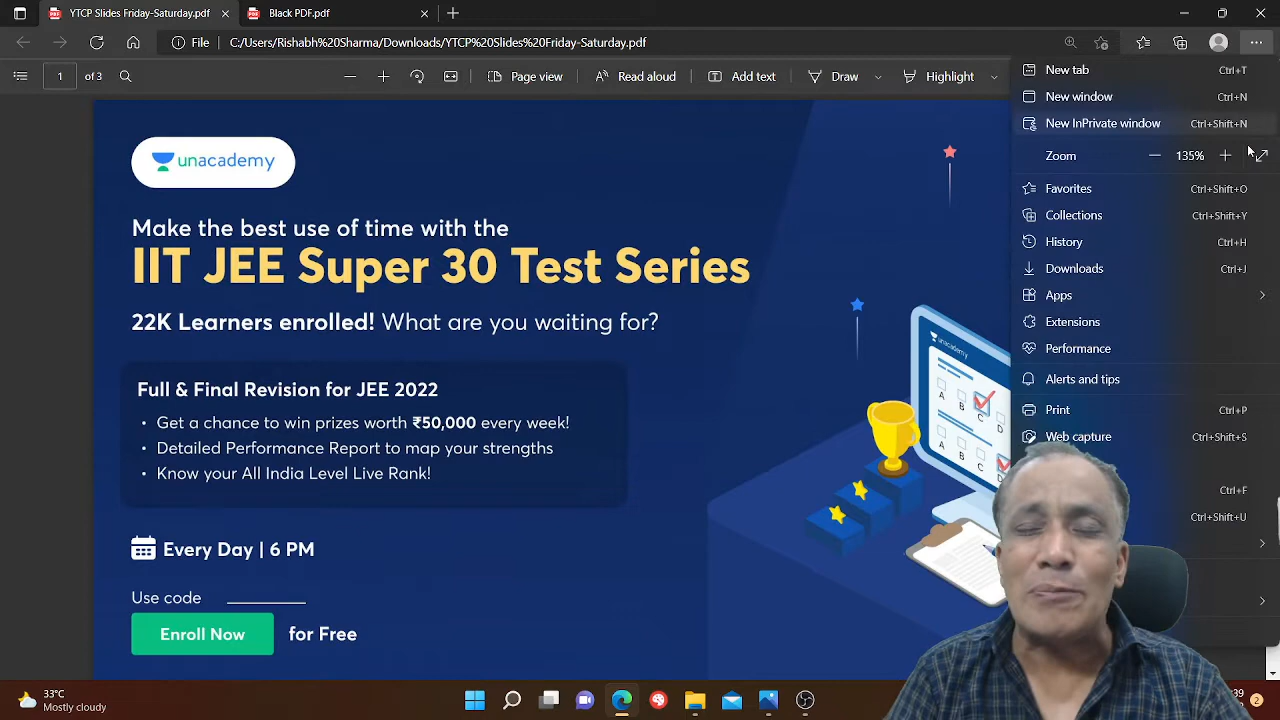 YTCP Slides Friday-Saturday.pdf
Black PDF.pdf
File
C:/Users/Rishabh%20Sharma/Downloads/YTCP%20Slides%20Friday-Saturday.pdf
1 of 3
Page view
Read aloud
Add text
Draw
Highlight
New tab Ctrl+T
New window Ctrl+N
New InPrivate window Ctrl+Shift+N
Zoom 135%
Favorites Ctrl+Shift+O
Collections Ctrl+Shift+Y
History Ctrl+H
Downloads Ctrl+J
Apps
Extensions
Performance
Alerts and tips
Print Ctrl+P
Web capture Ctrl+Shift+S
Ctrl+F
Ctrl+Shift+U
unacademy
Make the best use of time with the
IIT JEE Super 30 Test Series
22K Learners enrolled! What are you waiting for?
Full & Final Revision for JEE 2022
• Get a chance to win prizes worth ₹50,000 every week!
• Detailed Performance Report to map your strengths
• Know your All India Level Live Rank!
Every Day | 6 PM
Use code
Enroll Now for Free
unacademy
A B C D
A B C D
33°C
Mostly cloudy
2